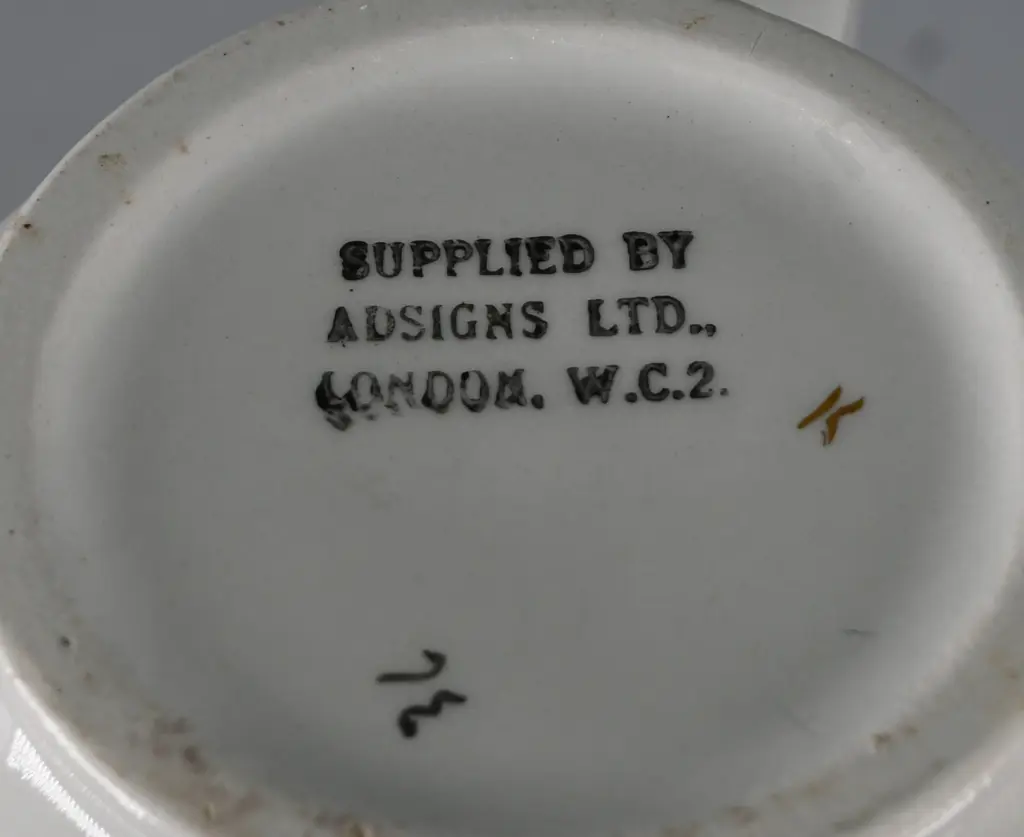 SUPPLIED BY
ADSIGNS LTD.,
LONDON. W.C.2.